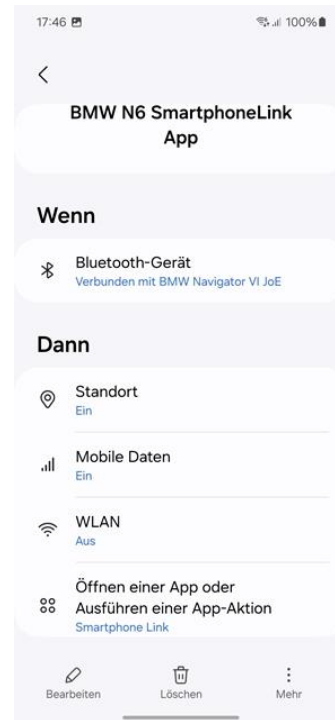 17:46 100%
BMW N6 SmartphoneLink
App
Wenn
Bluetooth-Gerät
Verbunden mit BMW Navigator VI JoE
Dann
Standort
Ein
Mobile Daten
Ein
WLAN
Aus
Öffnen einer App oder
Ausführen einer App-Aktion
Smartphone Link
Bearbeiten Löschen Mehr